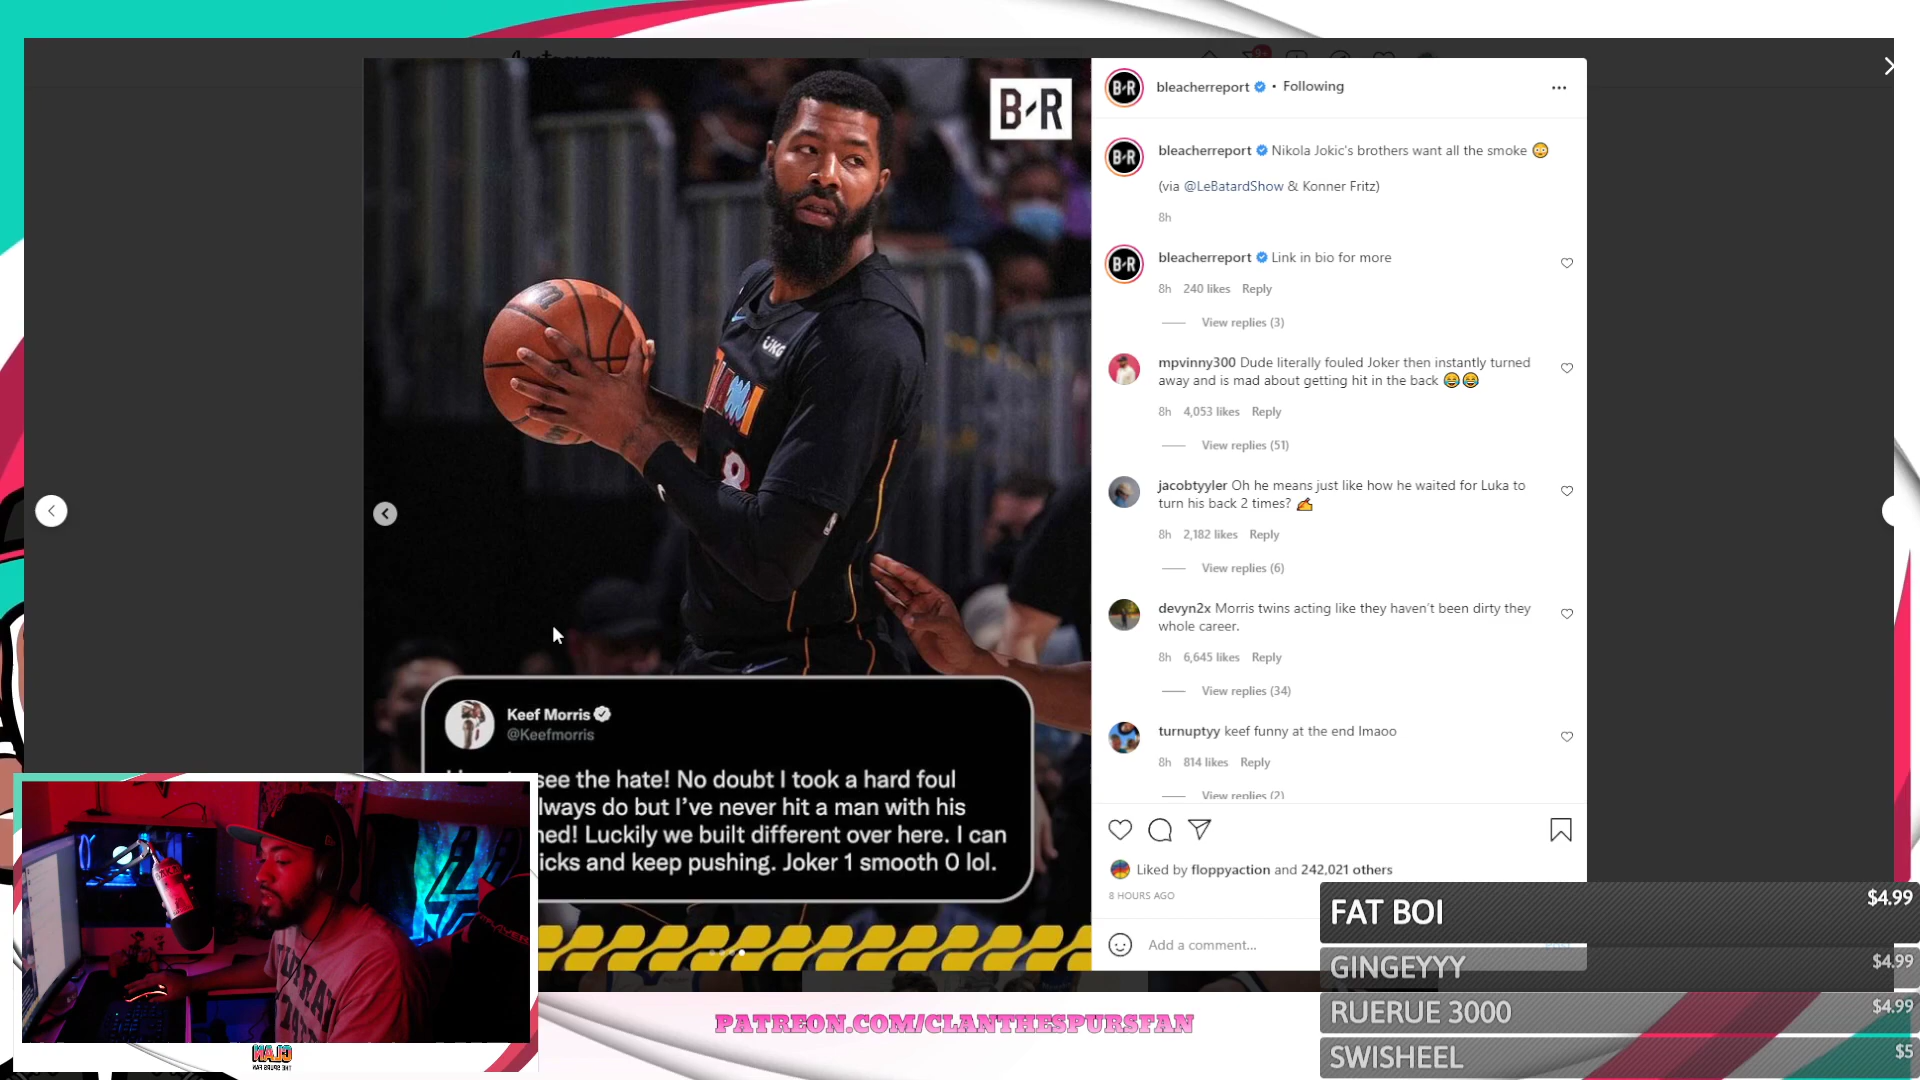 B R
UKG
8
Keef Morris
@Keefmorris
see the hate! No doubt I took a hard foul
lways do but I've never hit a man with his
ned! Luckily we built different over here. I can
icks and keep pushing. Joker 1 smooth 0 lol.
B R
bleacherreport • Following
...
B R
bleacherreport Nikola Jokic's brothers want all the smoke 😳
(via @LeBatardShow & Konner Fritz)
8h
B R
bleacherreport Link in bio for more
8h 240 likes Reply
View replies (3)
mpvinny300 Dude literally fouled Joker then instantly turned
away and is mad about getting hit in the back 😂😂
8h 4,053 likes Reply
View replies (51)
jacobtyyler Oh he means just like how he waited for Luka to
turn his back 2 times? ✍️
8h 2,182 likes Reply
View replies (6)
devyn2x Morris twins acting like they haven't been dirty they
whole career.
8h 6,645 likes Reply
View replies (34)
turnuptyy keef funny at the end lmaoo
8h 814 likes Reply
View replies (2)
Liked by floppyaction and 242,021 others
8 HOURS AGO
Add a comment...
FAT BOI $4.99
GINGEYYY $4.99
RUERUE 3000 $4.99
SWISHEEL $5
PATREON.COM/CLANTHESPURSFAN
CLAN
THE SPURS FAN